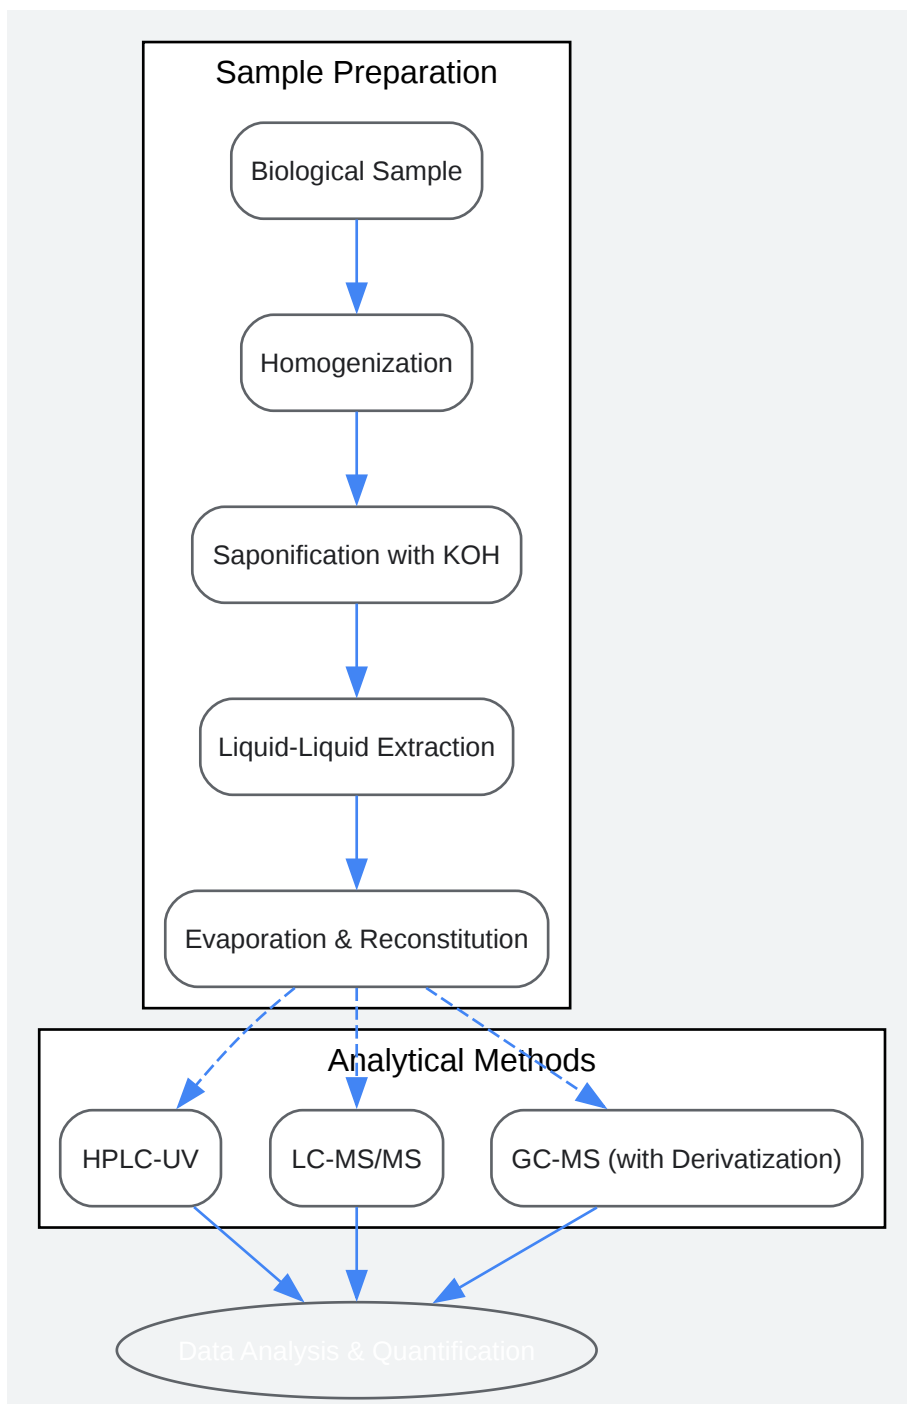 Sample Preparation
Biological Sample
Homogenization
Saponification with KOH
Liquid-Liquid Extraction
Evaporation & Reconstitution
Analytical Methods
HPLC-UV
LC-MS/MS
GC-MS (with Derivatization)
Data Analysis & Quantification